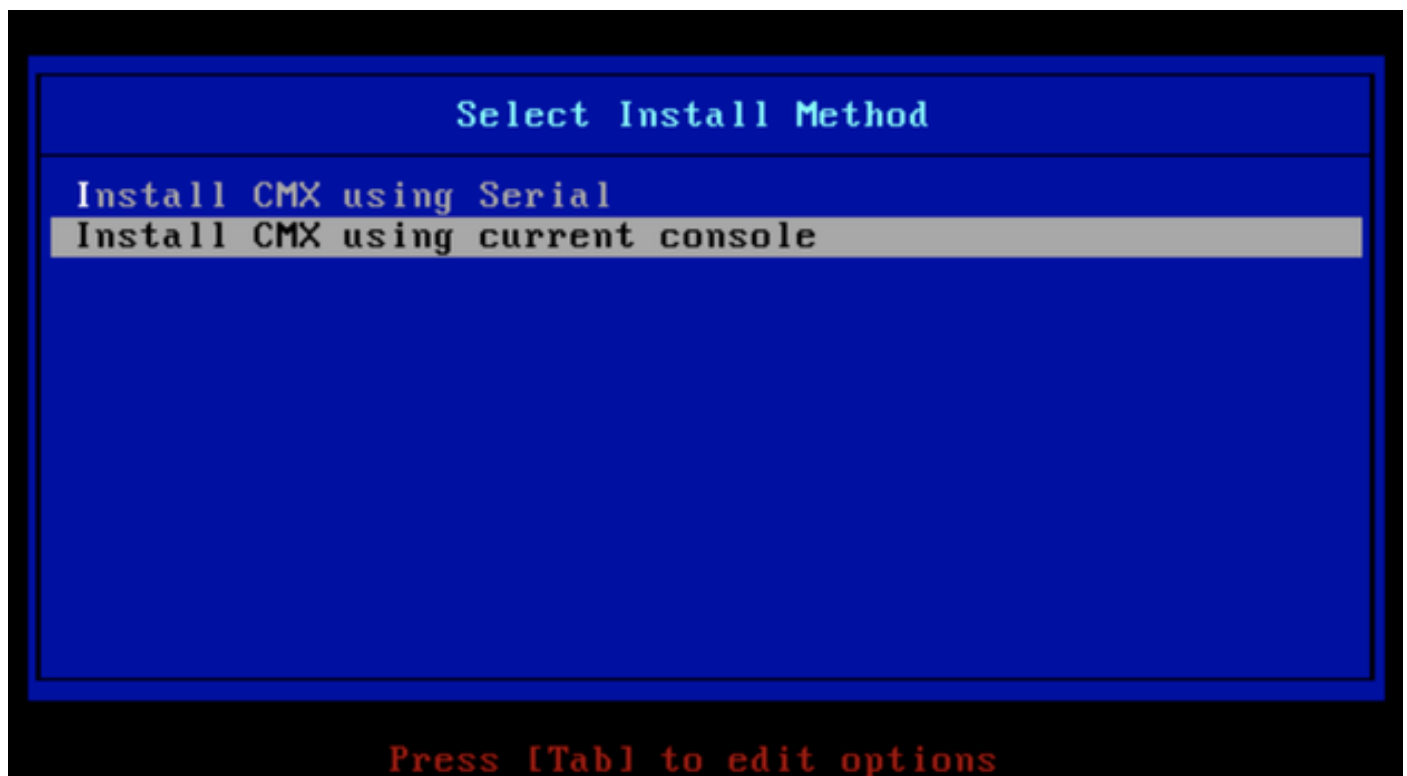 Select Install Method
Install CMX using Serial
Install CMX using current console
Press [Tab] to edit options